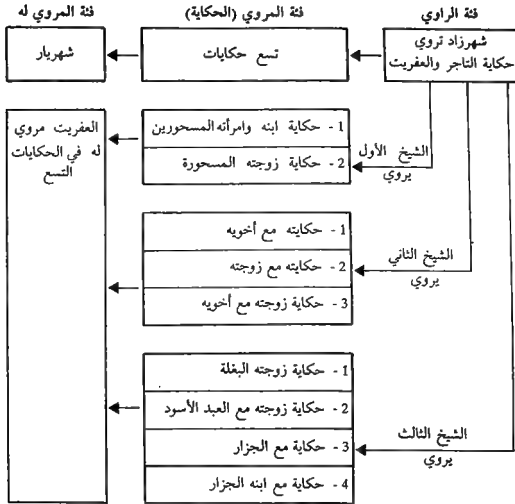 فئة الراوي
فئة المروي (الحكاية)
فئة المروي له
شهرزاد تروي
حكاية التاجر والعفريت
تسع حكايات
شهريار
الشيخ الأول
يروي
1 - حكاية ابنه وامرأته المسحورين
2 - حكاية زوجته المسحورة
العفريت مروي
له في الحكايات
التسع
الشيخ الثاني
يروي
1 - حكايته مع أخويه
2 - حكايته مع زوجته
3 - حكاية زوجته مع أخويه
الشيخ الثالث
يروي
1 - حكاية زوجته البغلة
2 - حكاية زوجته مع العبد الأسود
3 - حكاية مع الجزار
4 - حكاية مع ابنه الجزار